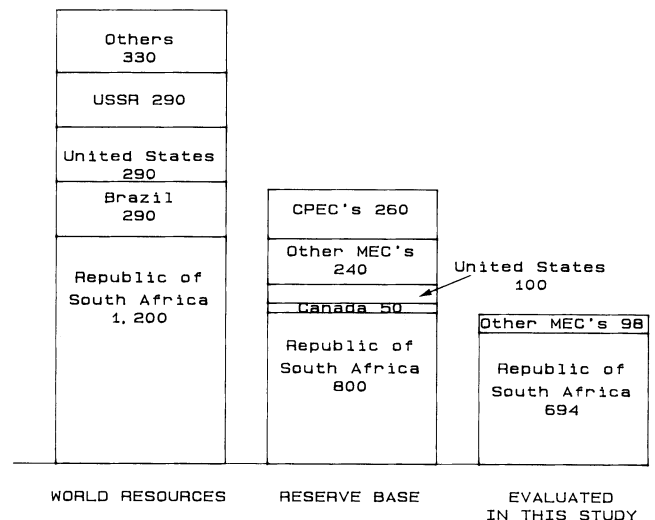 Others
330
USSR 290
United States
290
Brazil
290
Republic of
South Africa
1,200
CPEC's 260
Other MEC's
240
United States
100
Canada 50
Republic of
South Africa
800
Other MEC's 98
Republic of
South Africa
694
WORLD RESOURCES
RESERVE BASE
EVALUATED
IN THIS STUDY